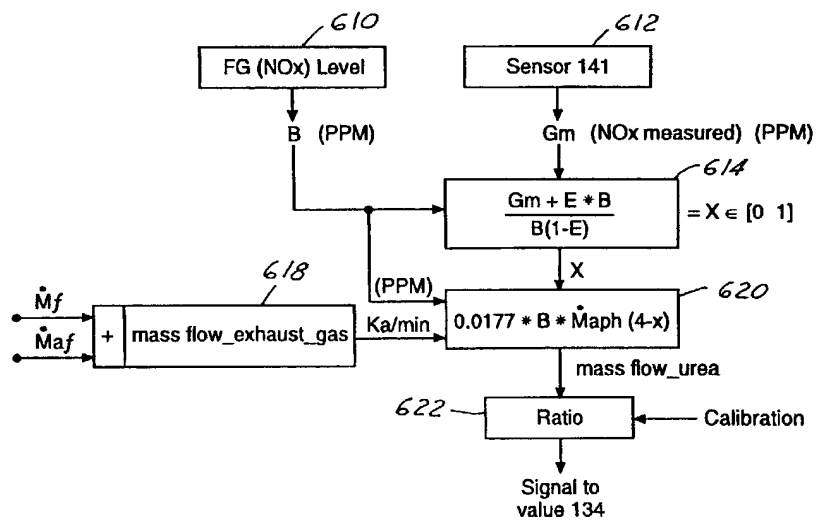 610
612
FG (NOx) Level
Sensor 141
B (PPM)
Gm (NOx measured) (PPM)
614
Gm + E * B
B(1-E)
= X ∈ [0 1]
X
618
(PPM)
620
Ṁf
Ṁaf
+
mass flow_exhaust_gas
Ka/min
0.0177 * B * Ṁaph (4-x)
mass flow_urea
622
Ratio
Calibration
Signal to
value 134